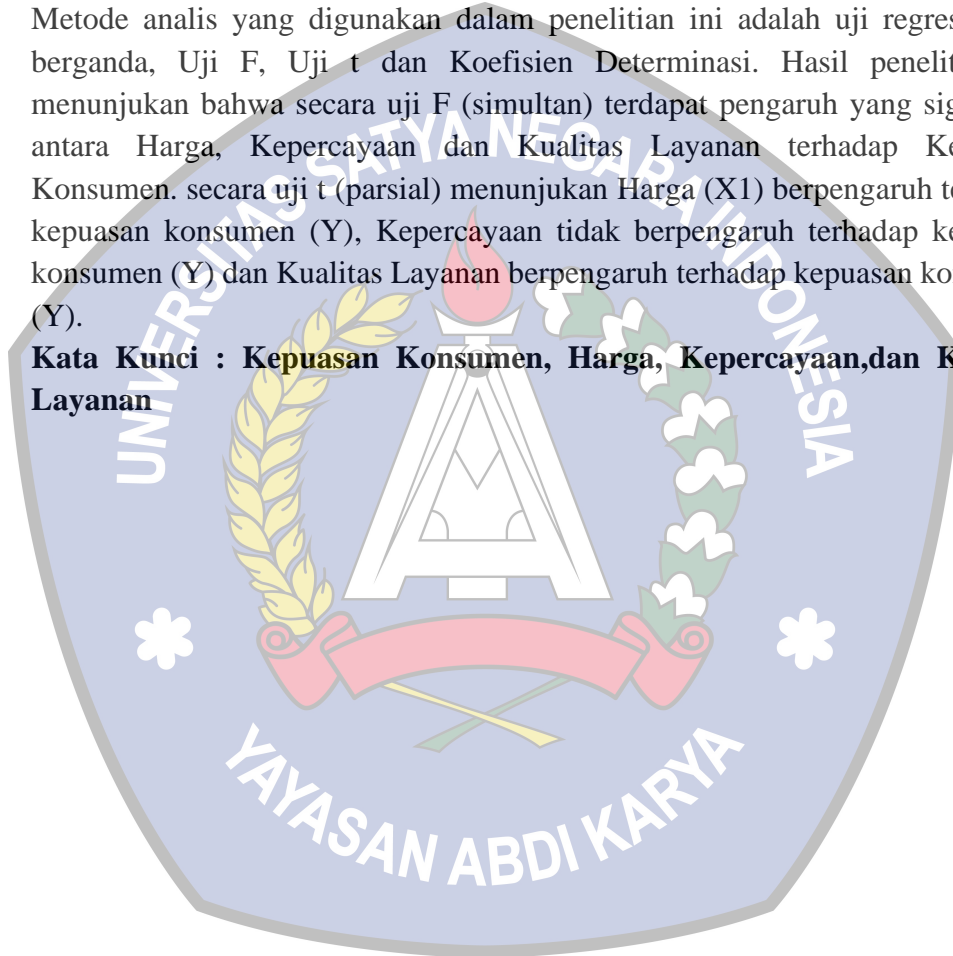 Metode analis yang digunakan dalam penelitian ini adalah uji regres
berganda, Uji F, Uji t dan Koefisien Determinasi. Hasil penelit
menunjukan bahwa secara uji F (simultan) terdapat pengaruh yang sig
antara Harga, Kepercayaan dan Kualitas Layanan terhadap Ke
Konsumen. secara uji t (parsial) menunjukan Harga (X1) berpengaruh te
kepuasan konsumen (Y), Kepercayaan tidak berpengaruh terhadap ke
konsumen (Y) dan Kualitas Layanan berpengaruh terhadap kepuasan ko
(Y).
Kata Kunci : Kepuasan Konsumen, Harga, Kepercayaan,dan K
Layanan
UNIVERSITAS SATYA NEGARA INDONESIA
YAYASAN ABDI KARYA